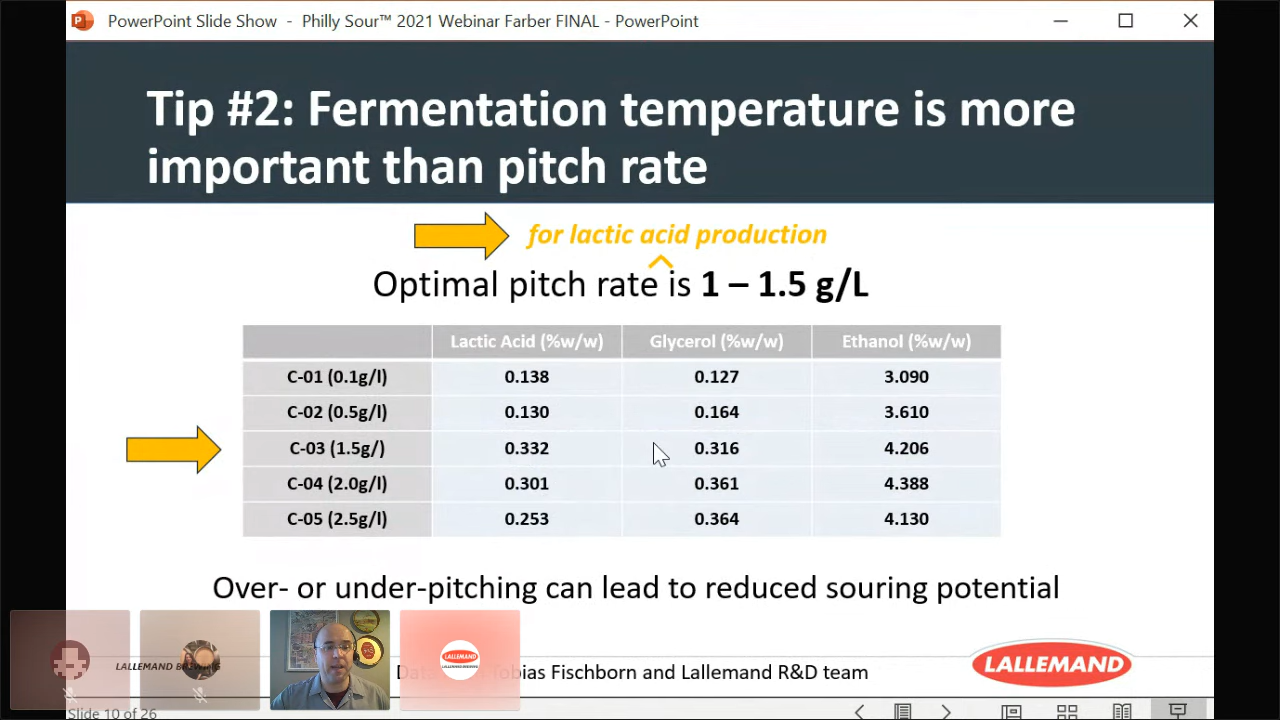 PowerPoint Slide Show - Philly Sour™ 2021 Webinar Farber FINAL - PowerPoint
Tip #2: Fermentation temperature is more
important than pitch rate
for lactic acid production
Optimal pitch rate is 1 – 1.5 g/L
Lactic Acid (%w/w) Glycerol (%w/w) Ethanol (%w/w)
C-01 (0.1g/l) 0.138 0.127 3.090
C-02 (0.5g/l) 0.130 0.164 3.610
C-03 (1.5g/) 0.332 0.316 4.206
C-04 (2.0g/l) 0.301 0.361 4.388
C-05 (2.5g/l) 0.253 0.364 4.130
Over- or under-pitching can lead to reduced souring potential
LALLEMAND BREWING
LALLEMAND
Tobias Fischborn and Lallemand R&D team
LALLEMAND
Slide 10 of 26